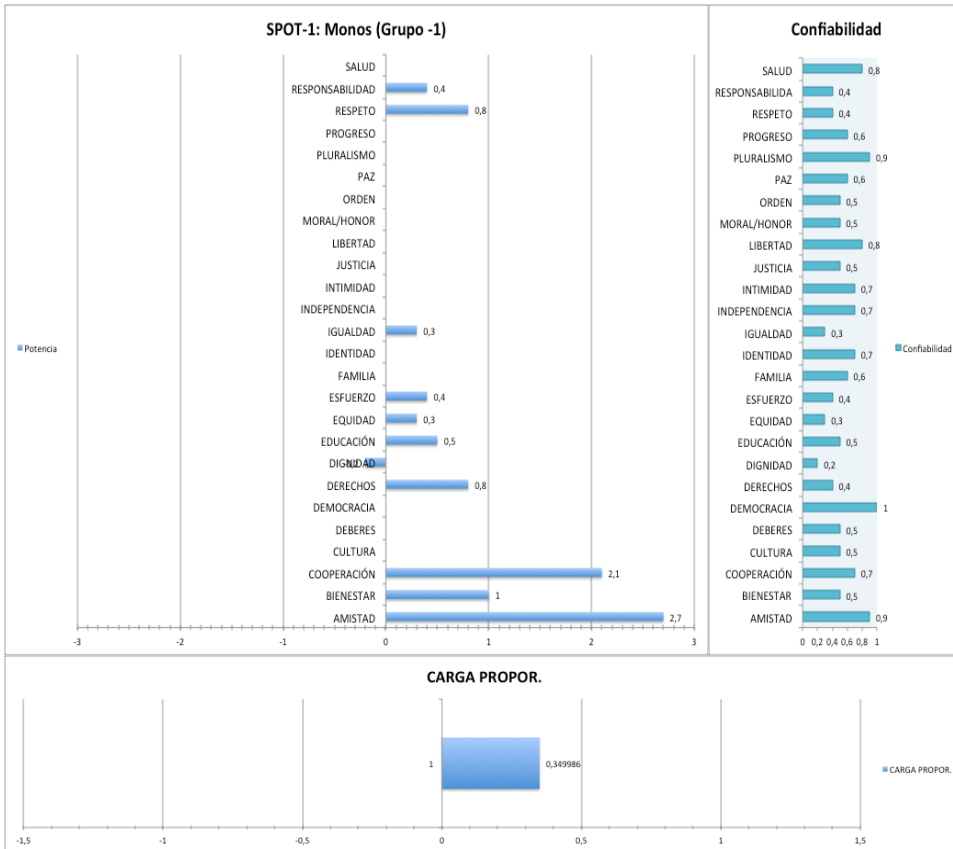 SPOT-1: Monos (Grupo -1)
SALUD
RESPONSABILIDAD 0,4
RESPETO 0,8
PROGRESO
PLURALISMO
PAZ
ORDEN
MORAL/HONOR
LIBERTAD
JUSTICIA
INTIMIDAD
INDEPENDENCIA
IGUALDAD 0,3
IDENTIDAD
FAMILIA
ESFUERZO 0,4
EQUIDAD 0,3
EDUCACIÓN 0,5
DIGNIDAD
DERECHOS 0,8
DEMOCRACIA
DEBERES
CULTURA
COOPERACIÓN 2,1
BIENESTAR 1
AMISTAD 2,7
-3 -2 -1 0 1 2 3
Potencia
Confiabilidad
SALUD 0,8
RESPONSABILIDA 0,4
RESPETO 0,4
PROGRESO 0,6
PLURALISMO 0,9
PAZ 0,6
ORDEN 0,5
MORAL/HONOR 0,5
LIBERTAD 0,8
JUSTICIA 0,5
INTIMIDAD 0,7
INDEPENDENCIA 0,7
IGUALDAD 0,3
IDENTIDAD 0,7
FAMILIA 0,6
ESFUERZO 0,4
EQUIDAD 0,3
EDUCACIÓN 0,5
DIGNIDAD 0,2
DERECHOS 0,4
DEMOCRACIA 1
DEBERES 0,5
CULTURA 0,5
COOPERACIÓN 0,7
BIENESTAR 0,5
AMISTAD 0,9
0 0,2 0,4 0,6 0,8 1
Confiabilidad
CARGA PROPOR.
1 0,349986
CARGA PROPOR.
-1,5 -1 -0,5 0 0,5 1 1,5